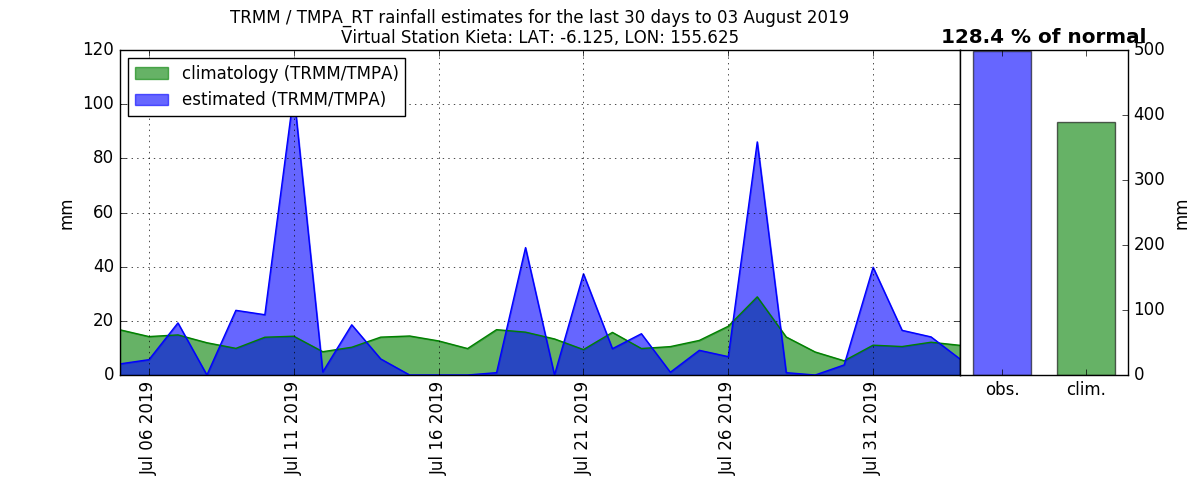 TRMM / TMPA_RT rainfall estimates for the last 30 days to 03 August 2019
Virtual Station Kieta: LAT: -6.125, LON: 155.625
128.4 % of normal
climatology (TRMM/TMPA)
estimated (TRMM/TMPA)
mm
120
100
80
60
40
20
0
Jul 06 2019
Jul 11 2019
Jul 16 2019
Jul 21 2019
Jul 26 2019
Jul 31 2019
obs.
clim.
500
400
300
200
100
0
mm